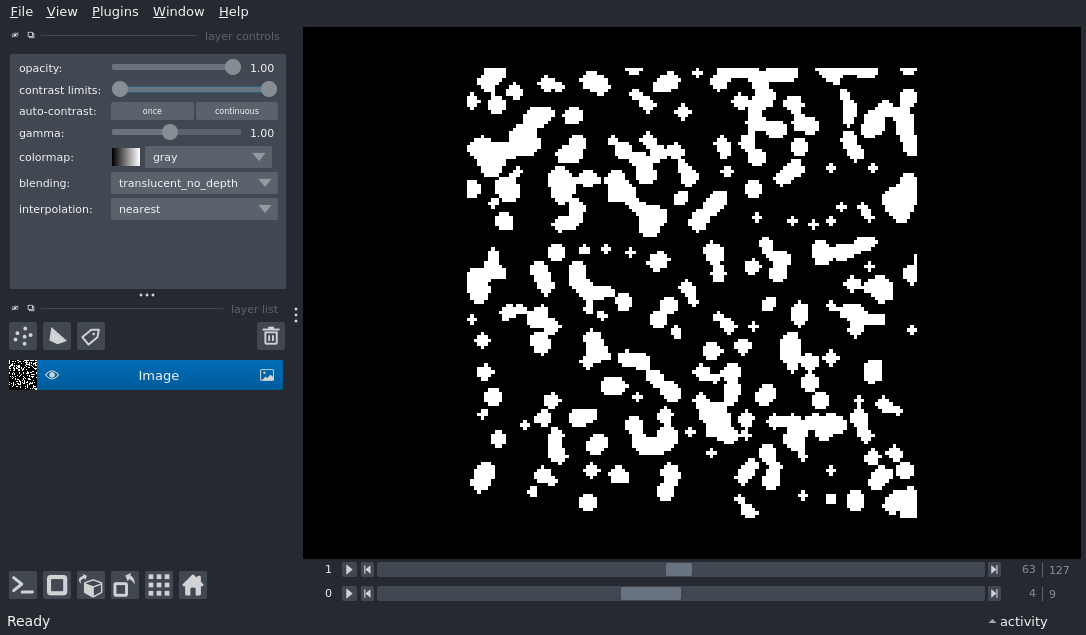 File View Plugins Window Help
layer controls
opacity: 1.00
contrast limits:
auto-contrast: once continuous
gamma: 1.00
colormap: gray
blending: translucent_no_depth
interpolation: nearest
layer list
Image
1 63 127
0 4 9
Ready activity